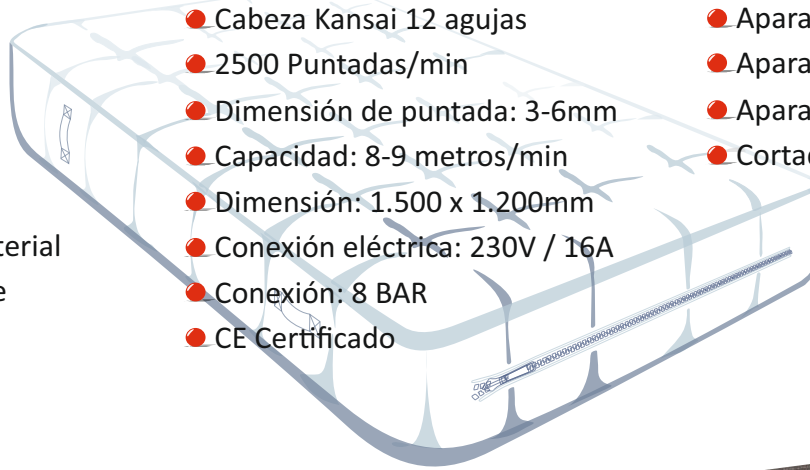 Cabeza Kansai 12 agujas
2500 Puntadas/min
Dimensión de puntada: 3-6mm
Capacidad: 8-9 metros/min
Dimensión: 1.500 x 1.200mm
Conexión eléctrica: 230V / 16A
Conexión: 8 BAR
CE Certificado